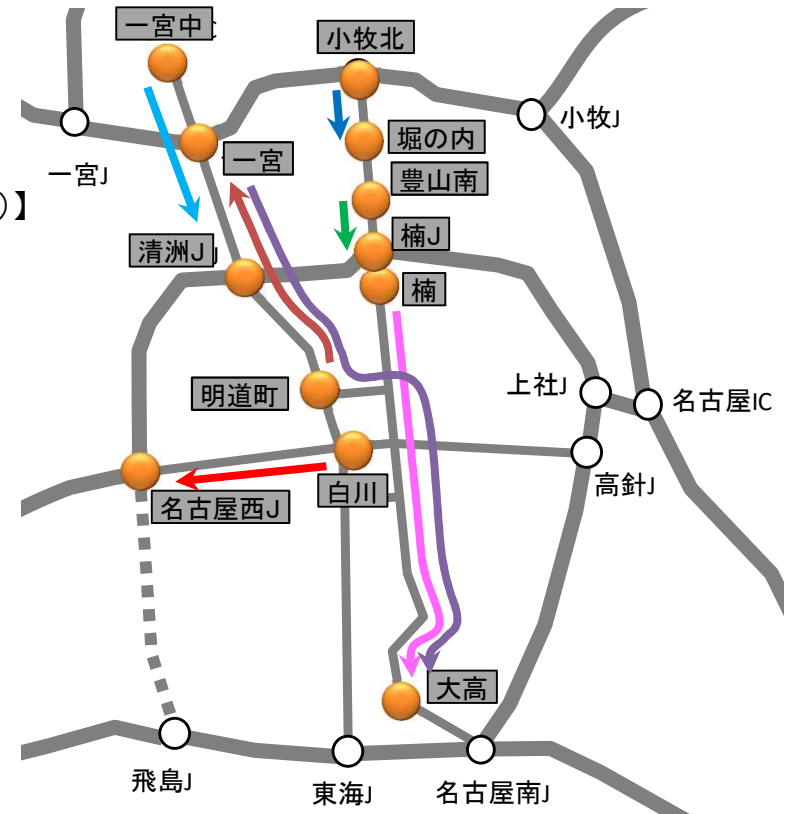 一宮中
小牧北
小牧J
堀の内
一宮J
一宮
豊山南
)】
楠J
清洲J
楠
上社J
名古屋IC
明道町
高針J
白川
名古屋西J
大高
飛島J
東海J
名古屋南J